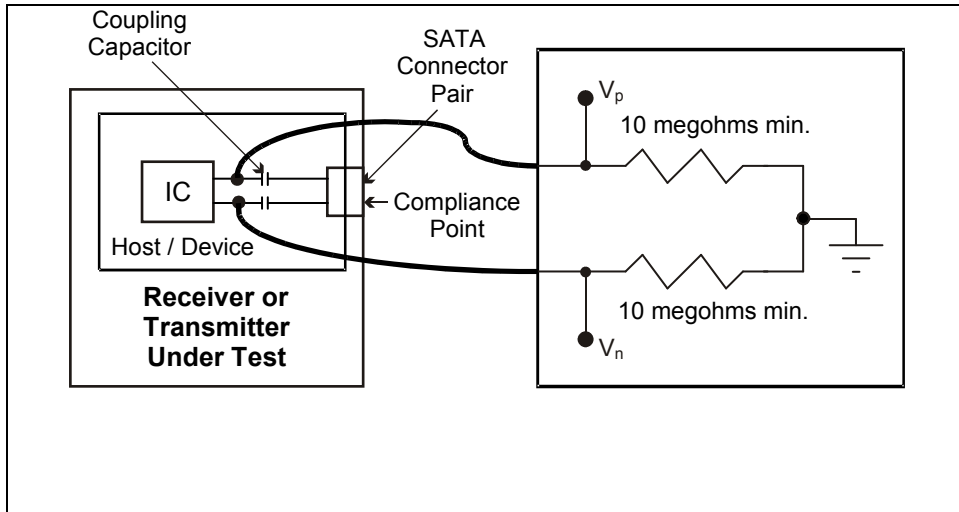 Coupling
Capacitor
SATA
Connector
Pair
Vp
10 megohms min.
IC
Compliance
Point
Host / Device
Receiver or
Transmitter
Under Test
10 megohms min.
Vn